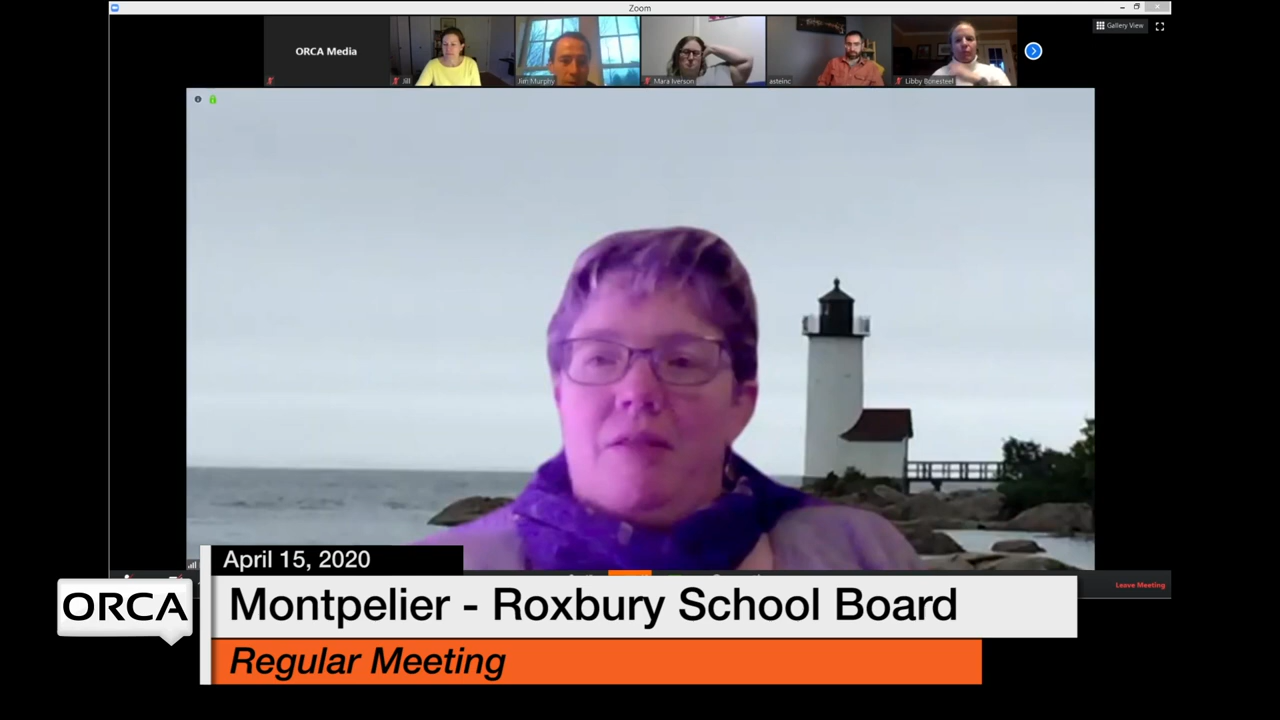 Zoom
Gallery View
ORCA Media
Jill
Jim Murphy
Mara Iverson
asteinc
Libby Bonesteel
April 15, 2020
Leave Meeting
ORCA
Montpelier - Roxbury School Board
Regular Meeting